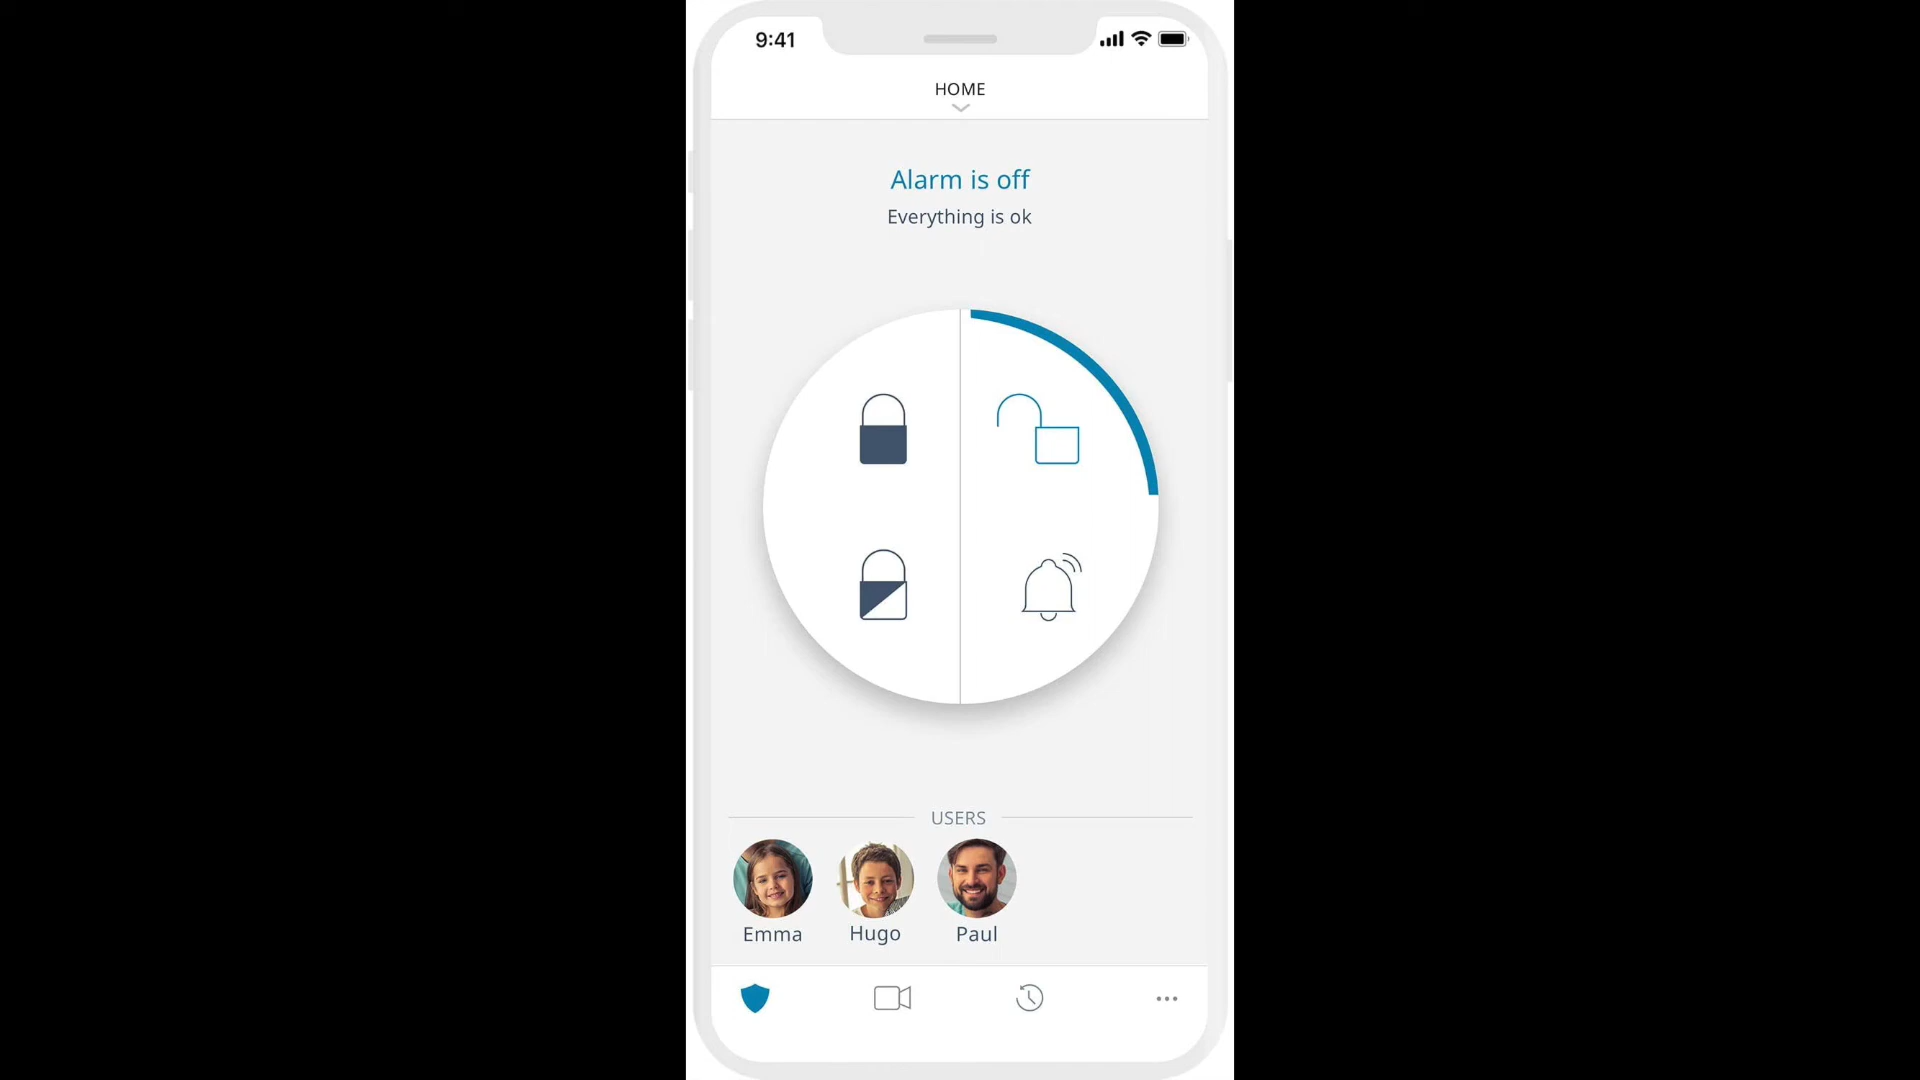 9:41
HOME
Alarm is off
Everything is ok
USERS
Emma
Hugo
Paul